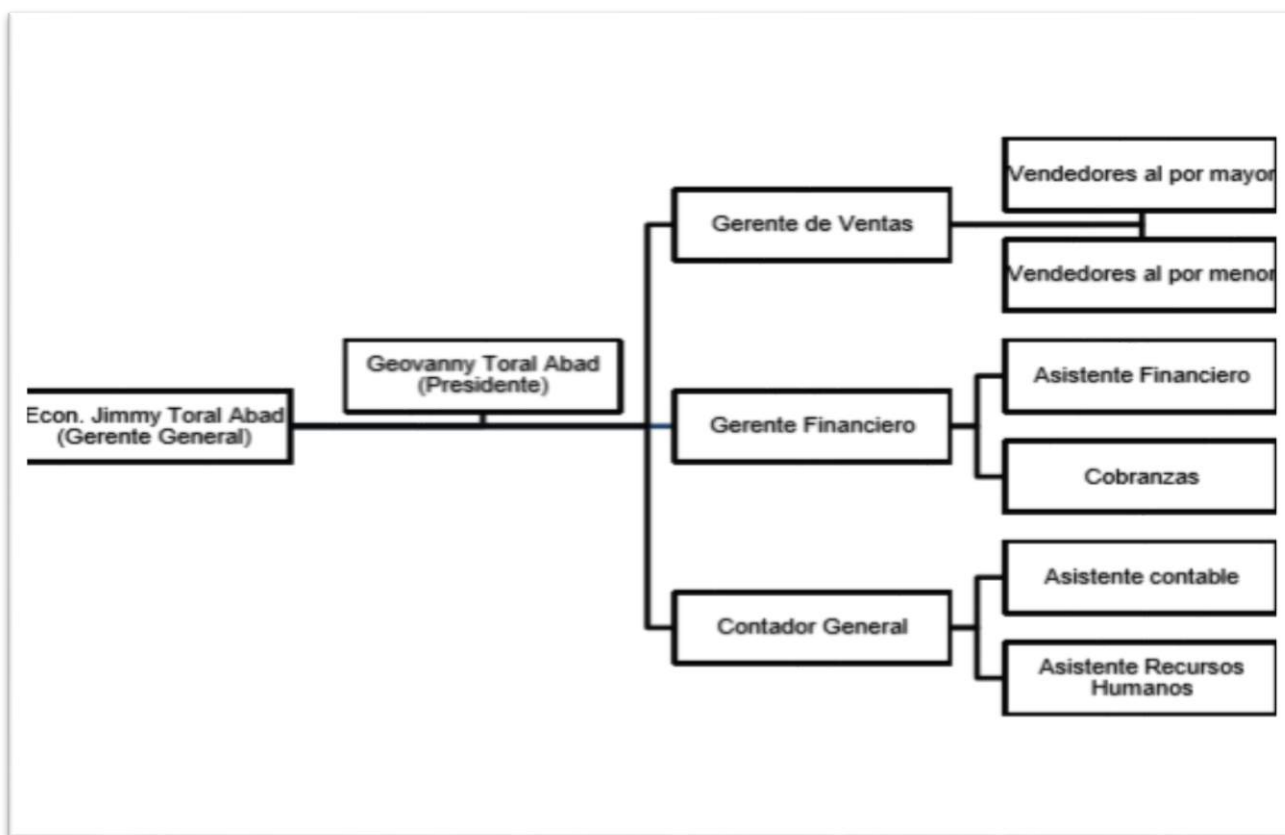 Vendedores al por mayor
Gerente de Ventas
Vendedores al por menor
Geovanny Toral Abad
(Presidente)
Asistente Financiero
Econ. Jimmy Toral Abad
(Gerente General)
Gerente Financiero
Cobranzas
Asistente contable
Contador General
Asistente Recursos
Humanos